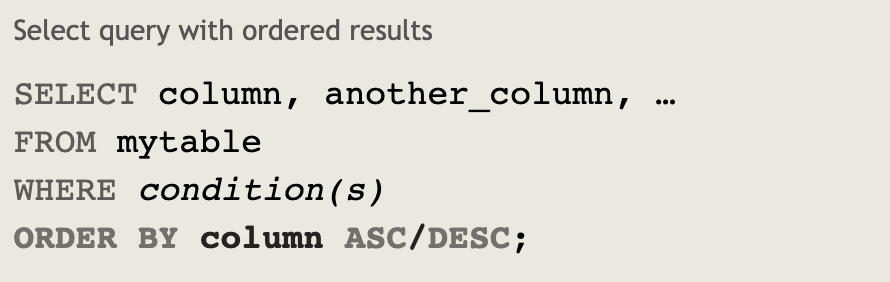 Select query with ordered results
SELECT column, another_column, …
FROM mytable
WHERE condition(s)
ORDER BY column ASC/DESC;